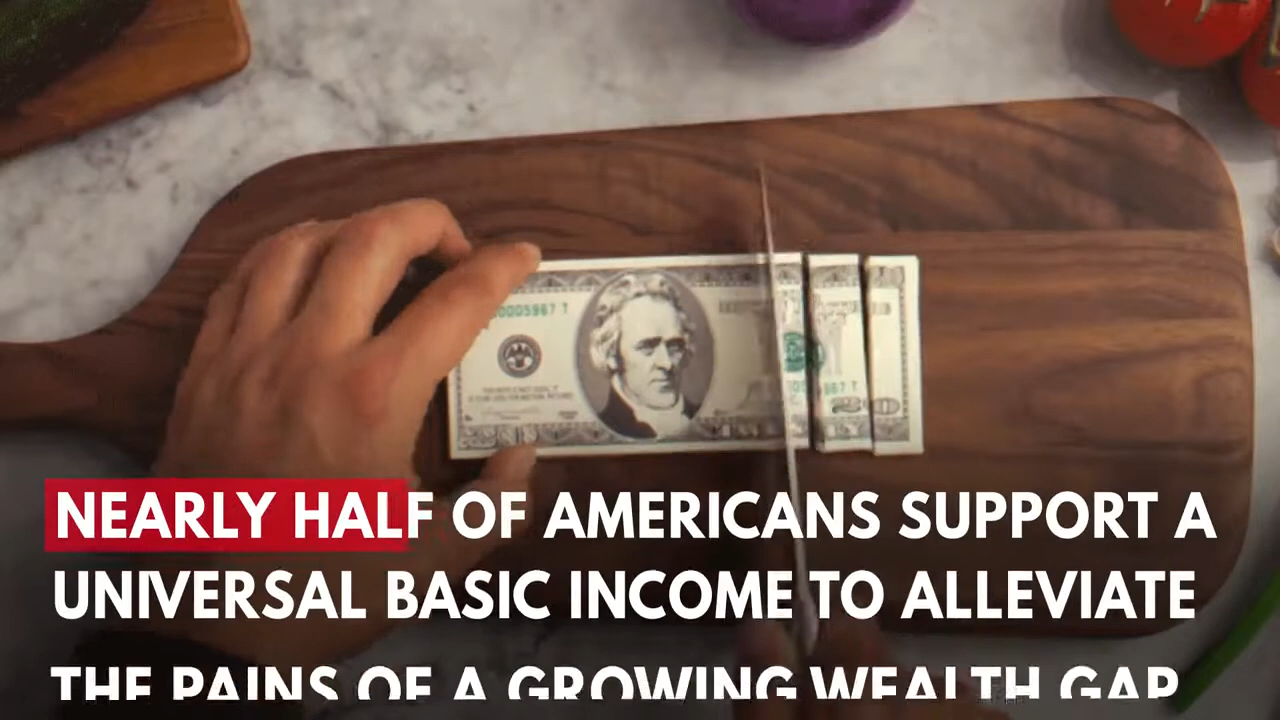 NEARLY HALF OF AMERICANS SUPPORT A
UNIVERSAL BASIC INCOME TO ALLEVIATE
THE PAINS OF A GROWING WEALTH GAP